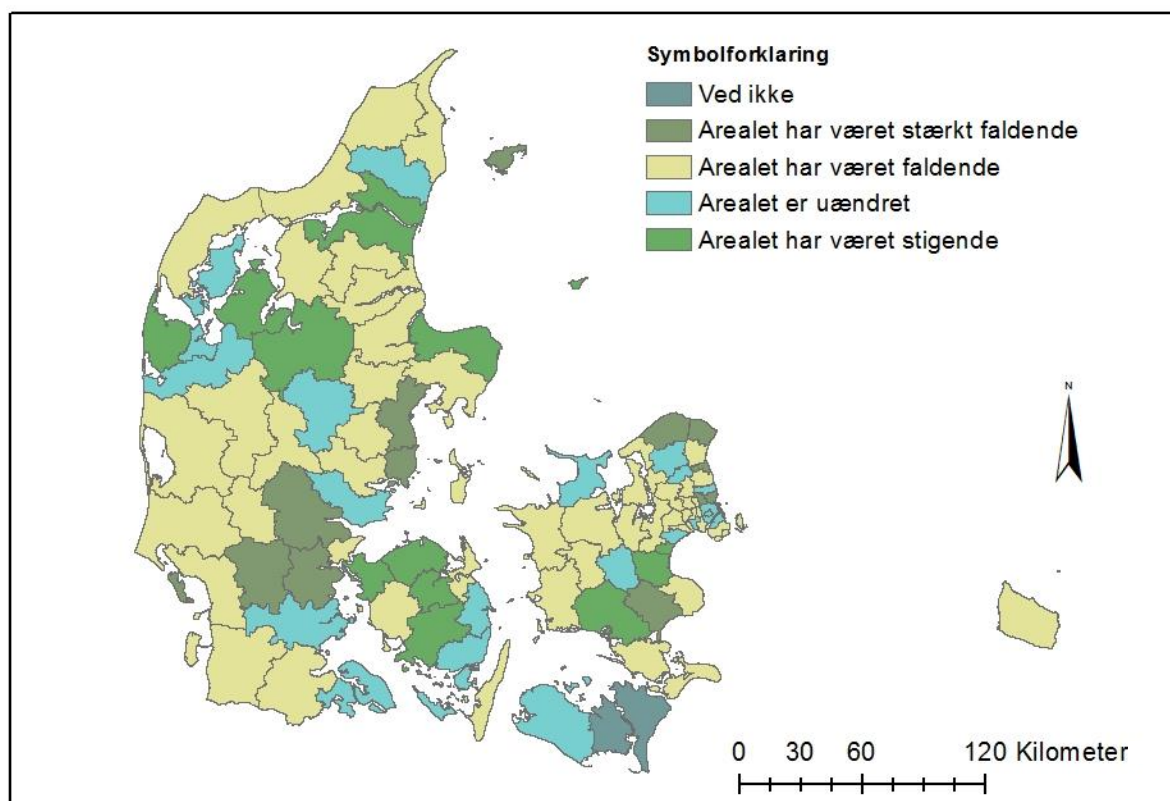 Symbolforklaring
Ved ikke
Arealet har været stærkt faldende
Arealet har været faldende
Arealet er uændret
Arealet har været stigende
N
0 30 60 120 Kilometer